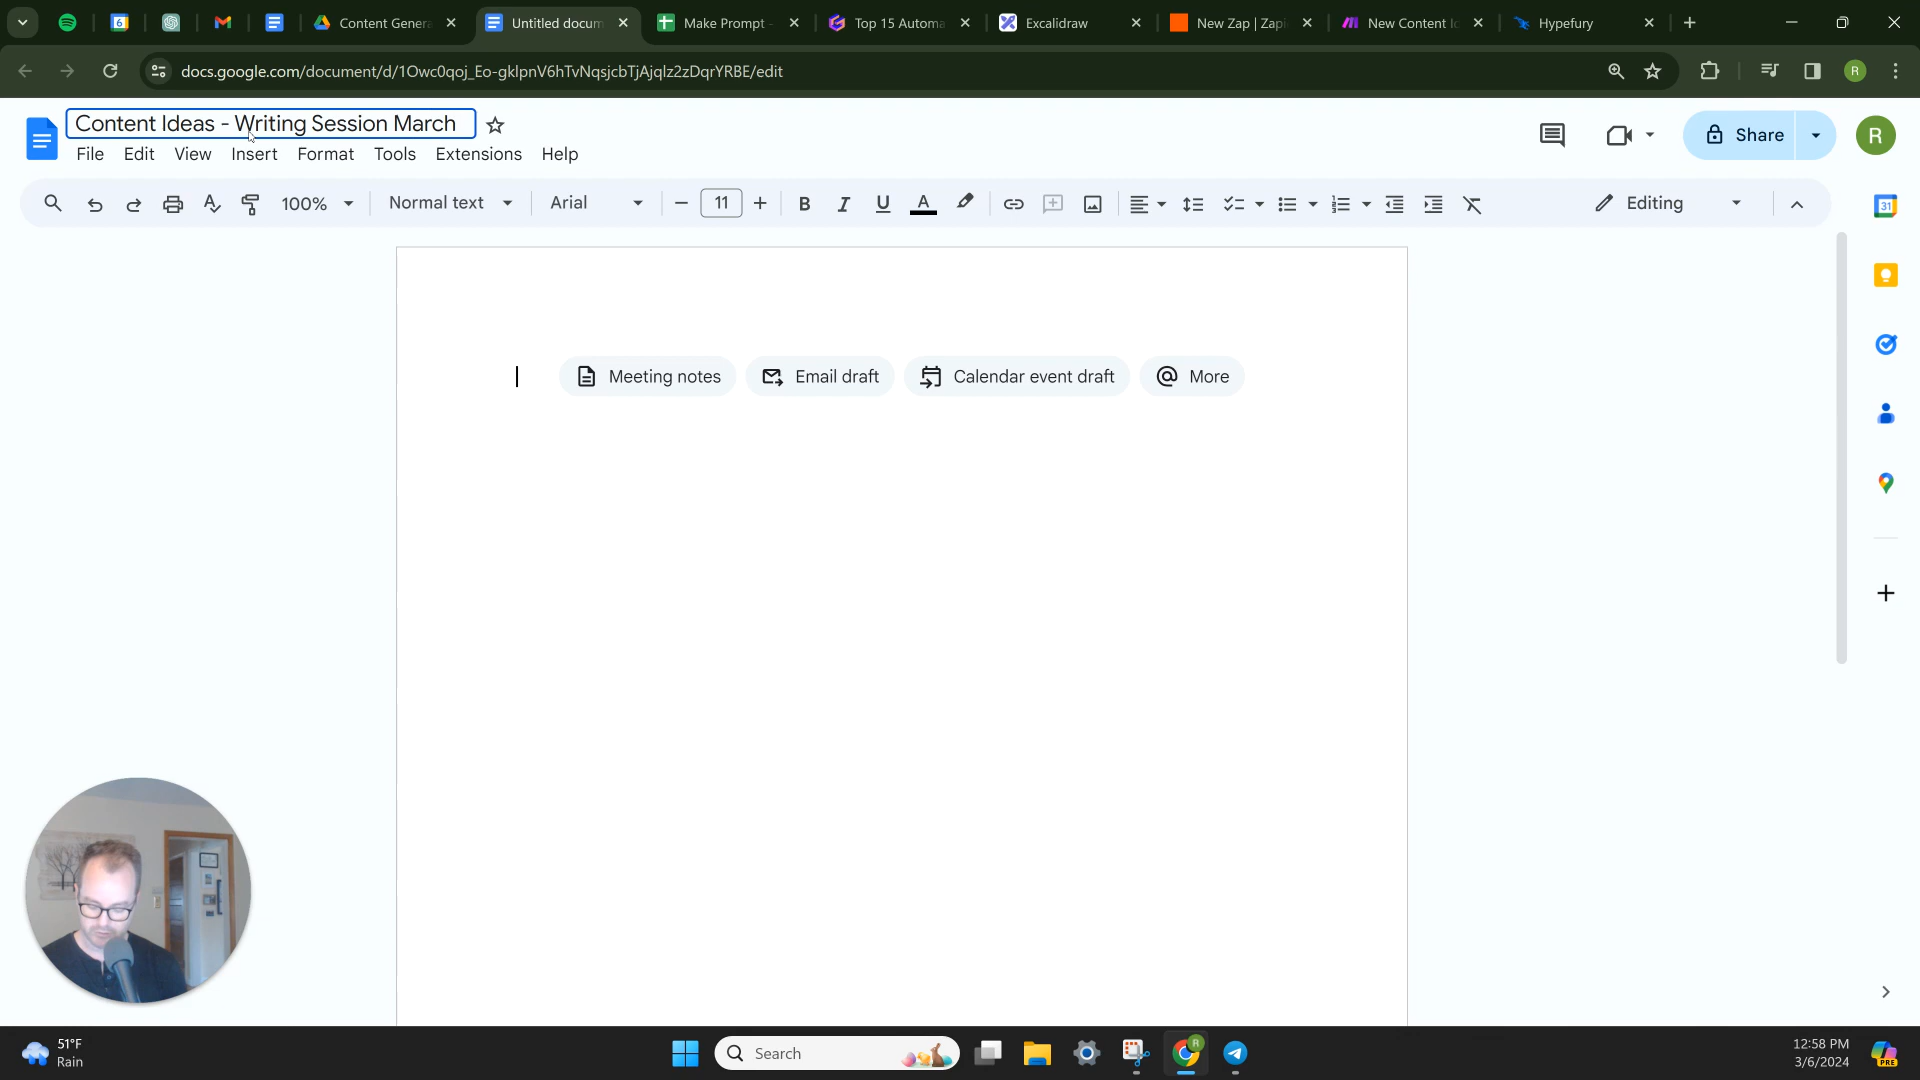 Content Genera
Untitled docum
Make Prompt -
Top 15 Automa
Excalidraw
New Zap | Zapi
New Content Ic
Hypefury
docs.google.com/document/d/1Owc0qoj_Eo-gklpnV6hTvNqsjcbTjAjqlz2zDqrYRBE/edit
R
Content Ideas - Writing Session March
File Edit View Insert Format Tools Extensions Help
Share
R
100%
Normal text
Arial
11
B I U A
Editing
31
Meeting notes
Email draft
Calendar event draft
More
51°F
Rain
Search
R
12:58 PM
3/6/2024
PRE